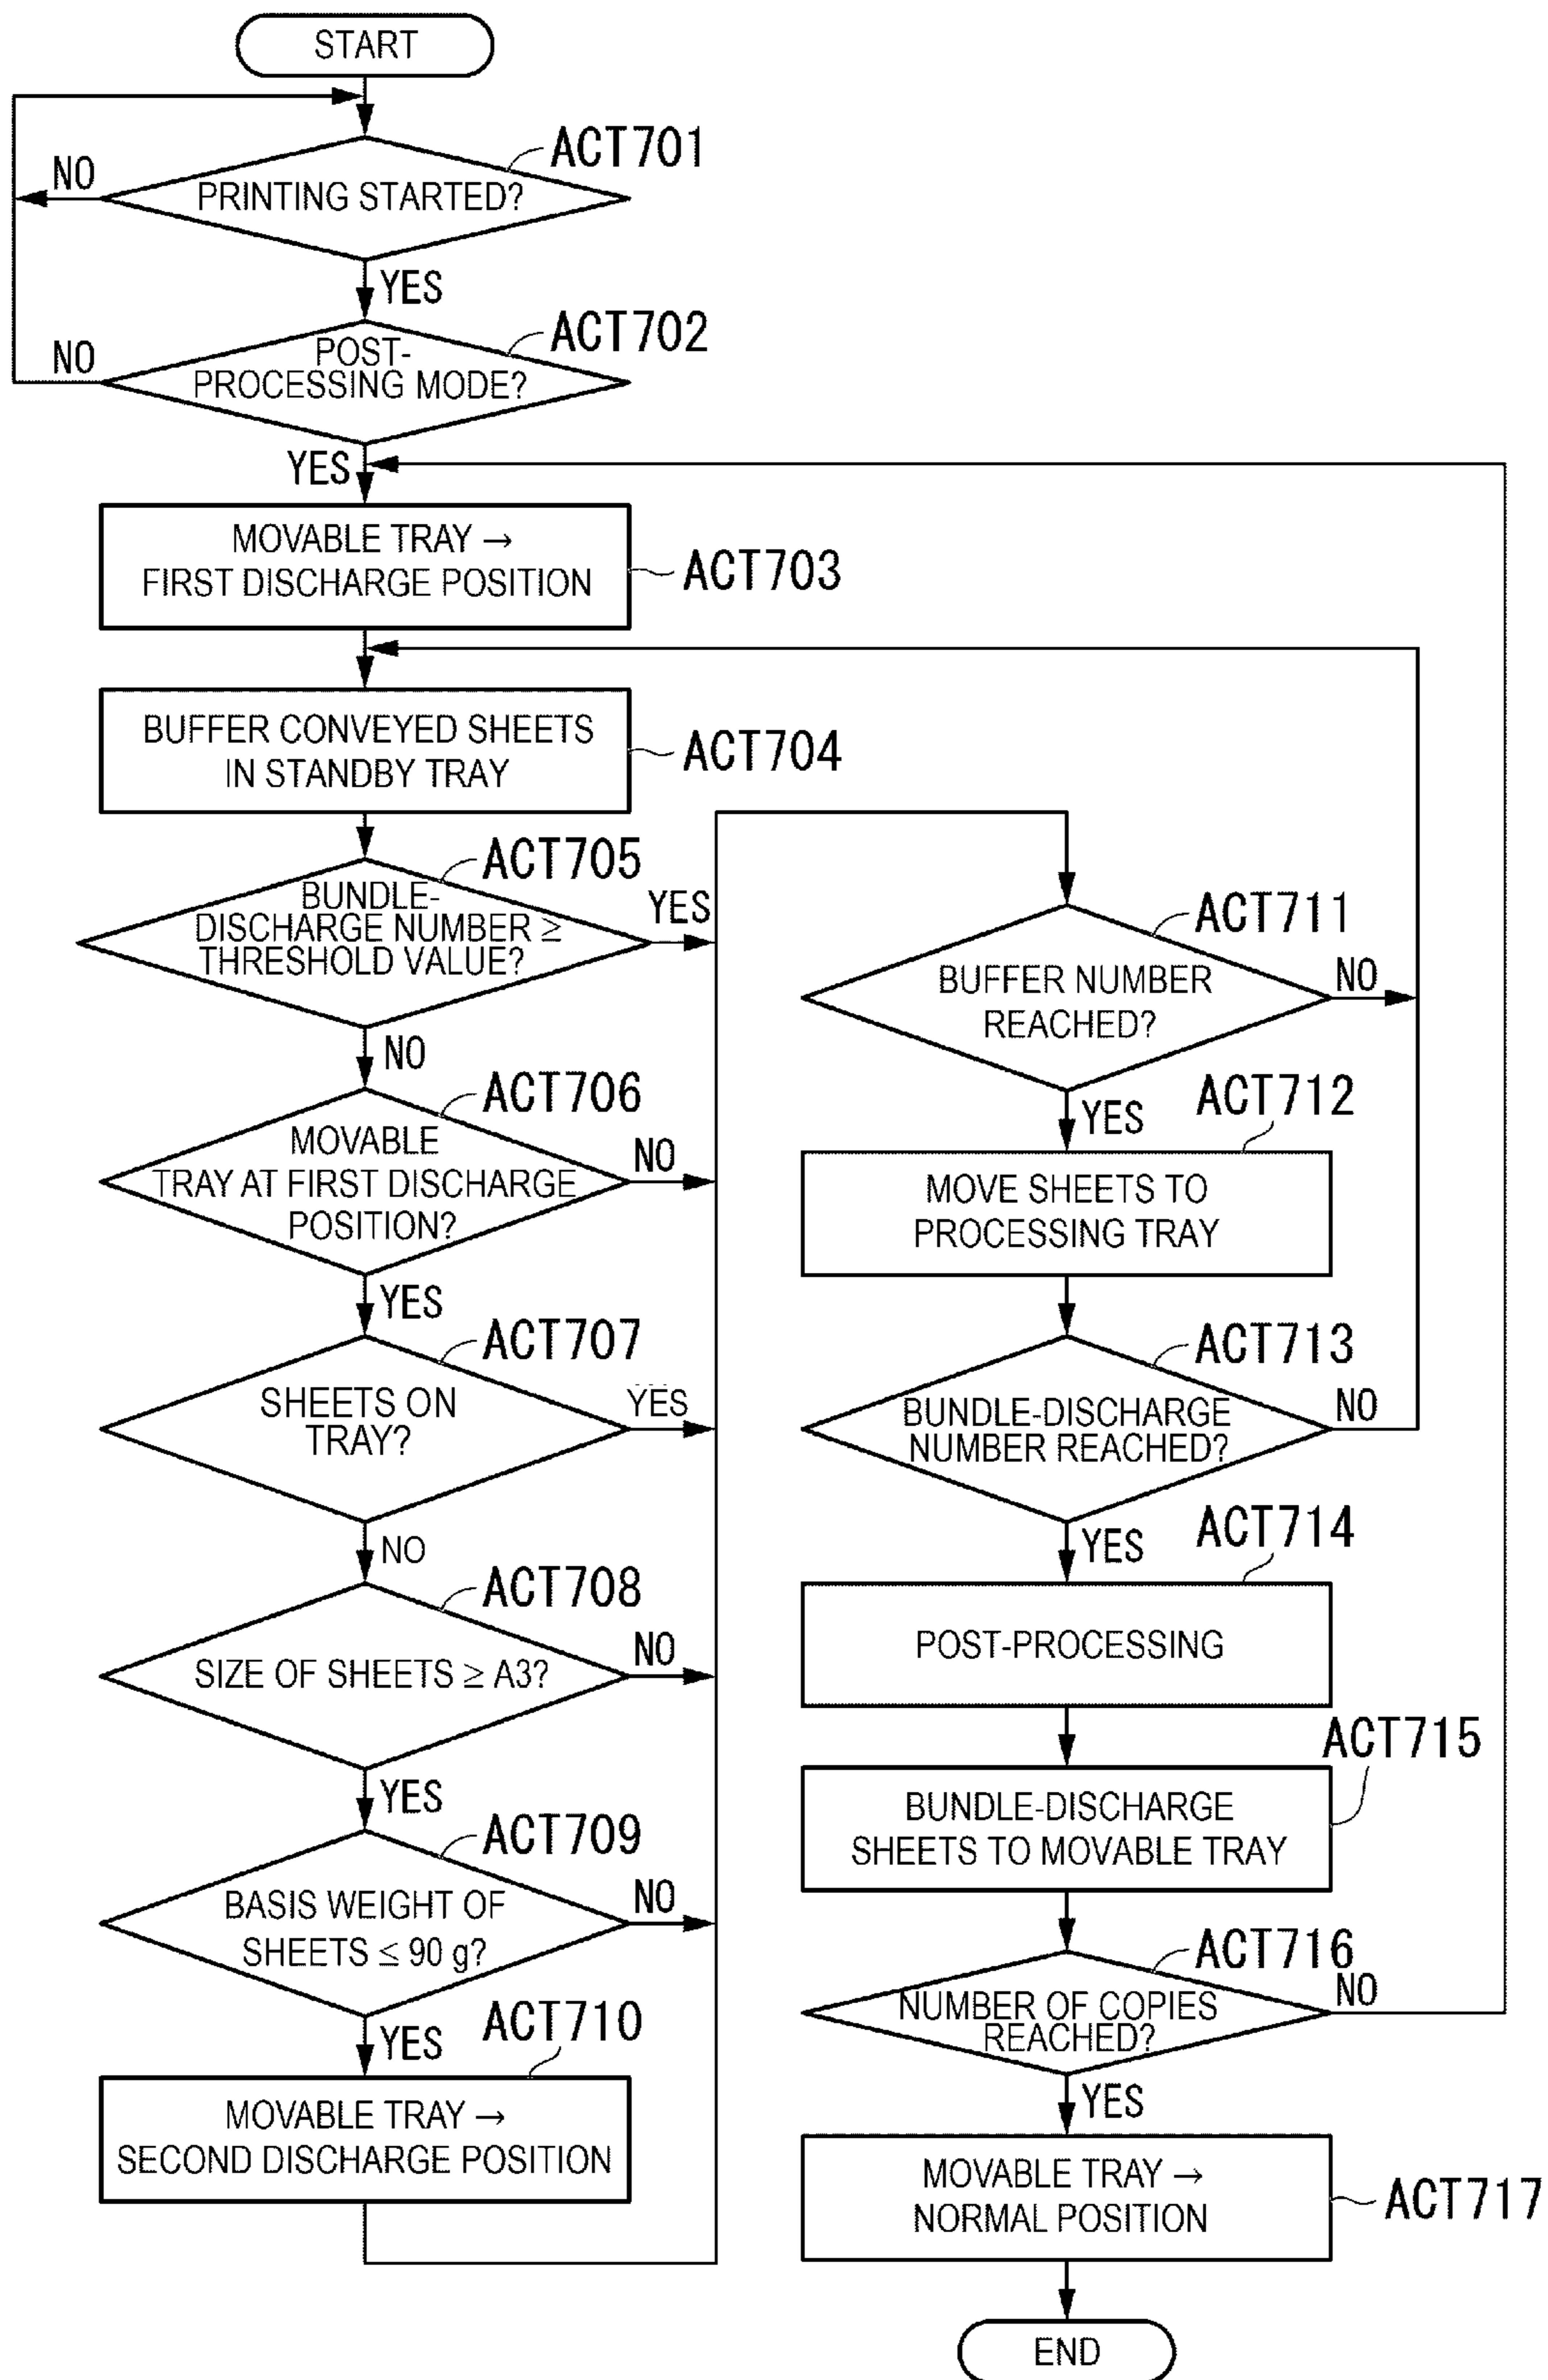 START
ACT701
NO
PRINTING STARTED?
YES
ACT702
NO
POST-
PROCESSING MODE?
YES
MOVABLE TRAY →
FIRST DISCHARGE POSITION
ACT703
BUFFER CONVEYED SHEETS
IN STANDBY TRAY
ACT704
ACT705
BUNDLE-
DISCHARGE NUMBER ≥
THRESHOLD VALUE?
YES
NO
ACT706
MOVABLE
TRAY AT FIRST DISCHARGE
POSITION?
NO
YES
ACT707
SHEETS ON
TRAY?
YES
NO
ACT708
SIZE OF SHEETS ≥ A3?
NO
YES
ACT709
BASIS WEIGHT OF
SHEETS ≤ 90 g?
NO
YES
ACT710
MOVABLE TRAY →
SECOND DISCHARGE POSITION
ACT711
BUFFER NUMBER
REACHED?
NO
YES
ACT712
MOVE SHEETS TO
PROCESSING TRAY
ACT713
BUNDLE-DISCHARGE
NUMBER REACHED?
NO
YES
ACT714
POST-PROCESSING
ACT715
BUNDLE-DISCHARGE
SHEETS TO MOVABLE TRAY
ACT716
NUMBER OF COPIES
REACHED?
NO
YES
MOVABLE TRAY →
NORMAL POSITION
ACT717
END